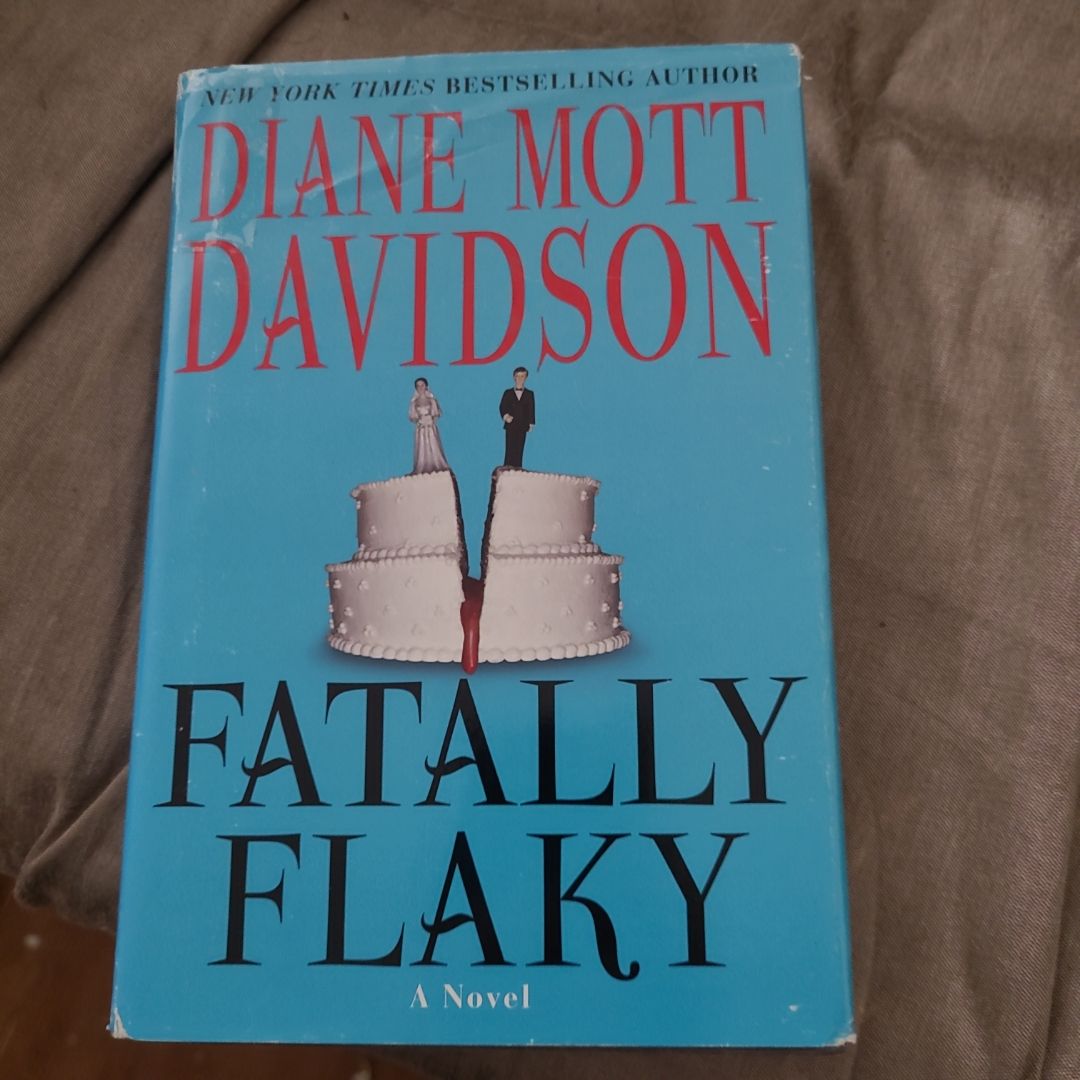 NEW YORK TIMES BESTSELLING AUTHOR
DIANE MOTT
DAVIDSON
FATALLY
FLAKY
A Novel